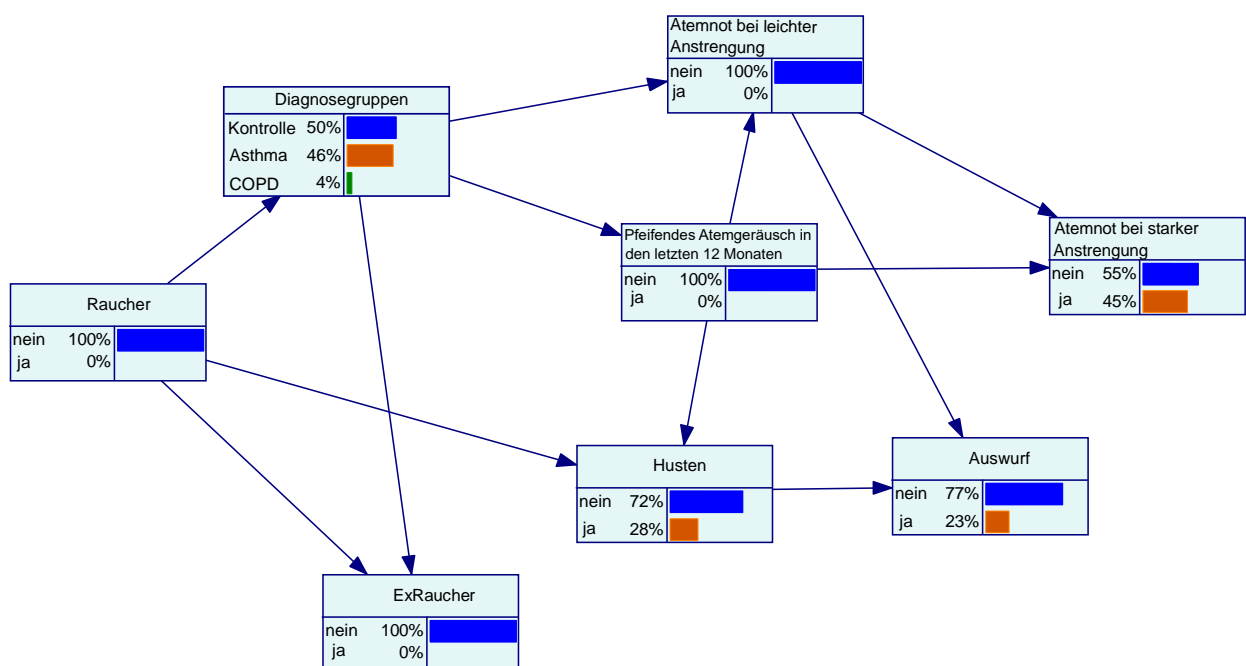 Atemnot bei leichter
Anstrengung
nein 100%
ja 0%
Diagnosegruppen
Kontrolle 50%
Asthma 46%
COPD 4%
Pfeifendes Atemgeräusch in
den letzten 12 Monaten
nein 100%
ja 0%
Atemnot bei starker
Anstrengung
nein 55%
ja 45%
Raucher
nein 100%
ja 0%
Husten
nein 72%
ja 28%
Auswurf
nein 77%
ja 23%
ExRaucher
nein 100%
ja 0%